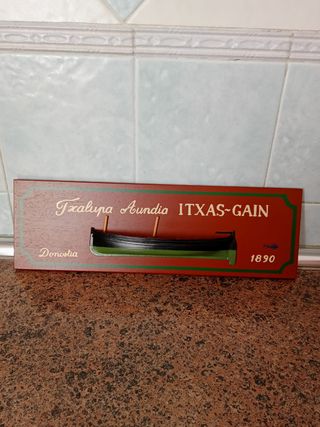 Txalupa Aundia ITXAS~GAIN
Donostia
1890